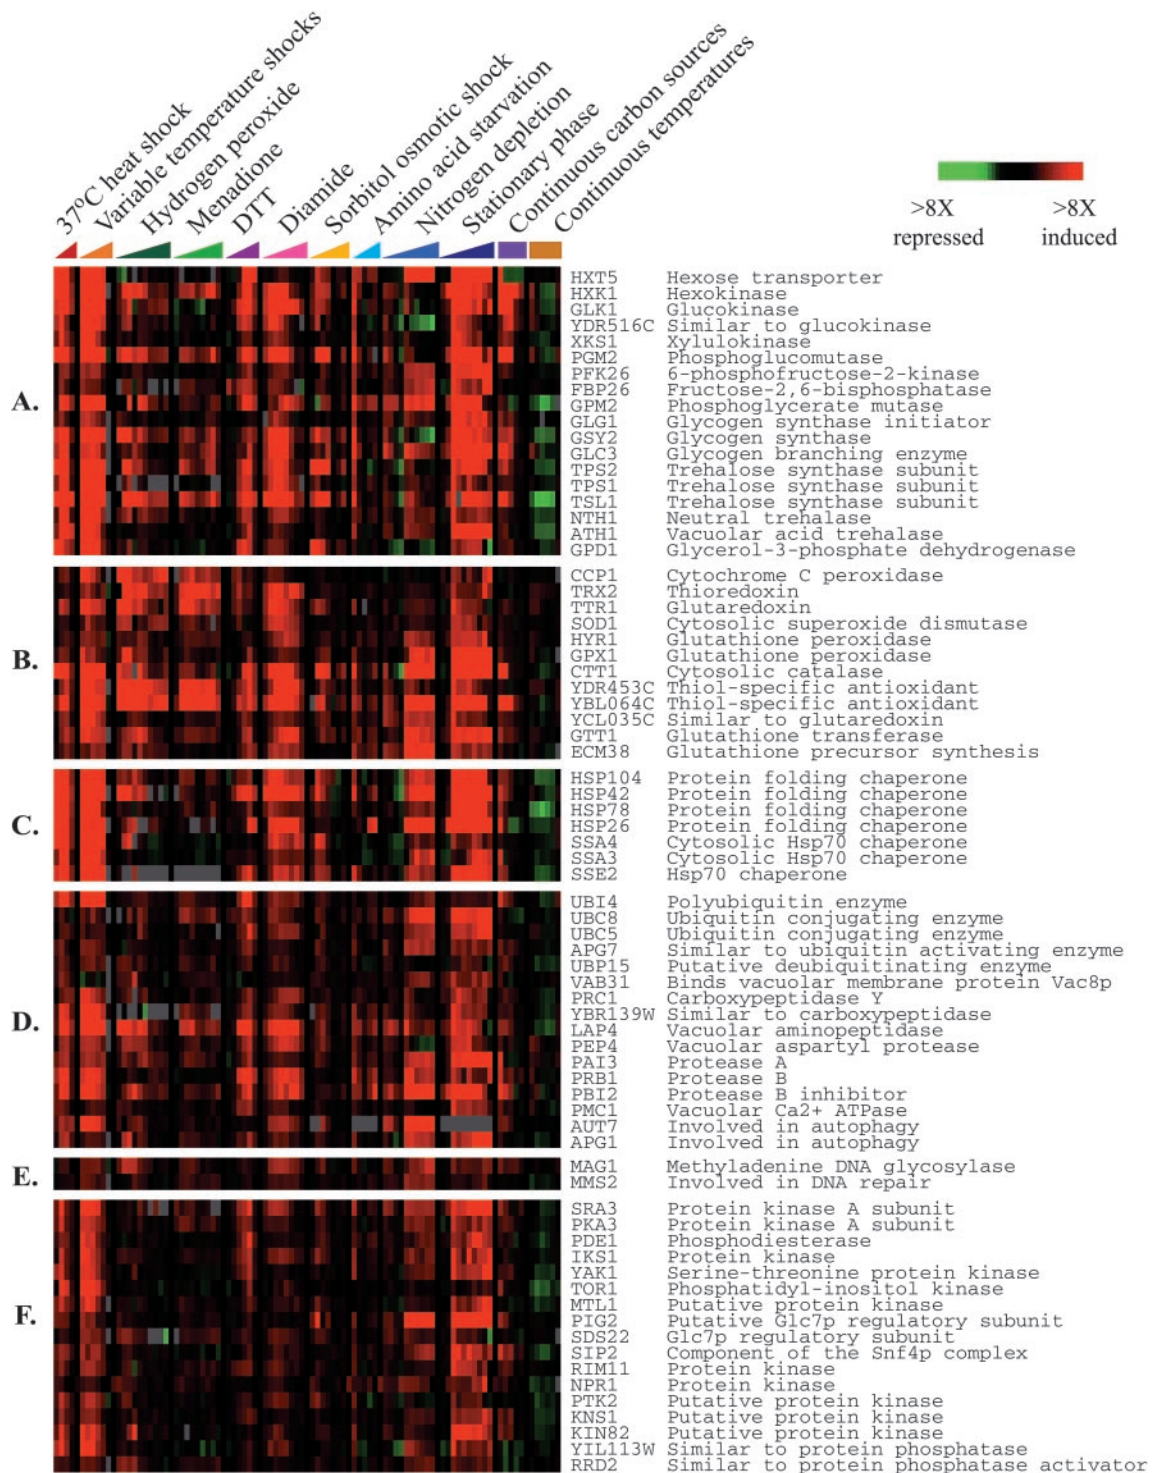 37°C heat shock
Variable temperature shocks
Hydrogen peroxide
Menadione
DTT
Diamide
Sorbitol osmotic shock
Amino acid starvation
Nitrogen depletion
Stationary phase
Continuous carbon sources
Continuous temperatures
>8X >8X
repressed induced
A.
HXT5 Hexose transporter
HXK1 Hexokinase
GLK1 Glucokinase
YDR516C Similar to glucokinase
XKS1 Xylulokinase
PGM2 Phosphoglucomutase
PFK26 6-phosphofructose-2-kinase
FBP26 Fructose-2,6-bisphosphatase
GPM2 Phosphoglycerate mutase
GLG1 Glycogen synthase initiator
GSY2 Glycogen synthase
GLC3 Glycogen branching enzyme
TPS2 Trehalose synthase subunit
TPS1 Trehalose synthase subunit
TSL1 Trehalose synthase subunit
NTH1 Neutral trehalase
ATH1 Vacuolar acid trehalase
GPD1 Glycerol-3-phosphate dehydrogenase
B.
CCP1 Cytochrome C peroxidase
TRX2 Thioredoxin
TTR1 Glutaredoxin
SOD1 Cytosolic superoxide dismutase
HYR1 Glutathione peroxidase
GPX1 Glutathione peroxidase
CTT1 Cytosolic catalase
YDR453C Thiol-specific antioxidant
YBL064C Thiol-specific antioxidant
YCL035C Similar to glutaredoxin
GTT1 Glutathione transferase
ECM38 Glutathione precursor synthesis
C.
HSP104 Protein folding chaperone
HSP42 Protein folding chaperone
HSP78 Protein folding chaperone
HSP26 Protein folding chaperone
SSA4 Cytosolic Hsp70 chaperone
SSA3 Cytosolic Hsp70 chaperone
SSE2 Hsp70 chaperone
D.
UBI4 Polyubiquitin enzyme
UBC8 Ubiquitin conjugating enzyme
UBC5 Ubiquitin conjugating enzyme
APG7 Similar to ubiquitin activating enzyme
UBP15 Putative deubiquitinating enzyme
VAB31 Binds vacuolar membrane protein Vac8p
PRC1 Carboxypeptidase Y
YBR139W Similar to carboxypeptidase
LAP4 Vacuolar aminopeptidase
PEP4 Vacuolar aspartyl protease
PAI3 Protease A
PRB1 Protease B
PBI2 Protease B inhibitor
PMC1 Vacuolar Ca2+ ATPase
AUT7 Involved in autophagy
APG1 Involved in autophagy
E.
MAG1 Methyladenine DNA glycosylase
MMS2 Involved in DNA repair
F.
SRA3 Protein kinase A subunit
PKA3 Protein kinase A subunit
PDE1 Phosphodiesterase
IKS1 Protein kinase
YAK1 Serine-threonine protein kinase
TOR1 Phosphatidyl-inositol kinase
MTL1 Putative protein kinase
PIG2 Putative Glc7p regulatory subunit
SDS22 Glc7p regulatory subunit
SIP2 Component of the Snf4p complex
RIM11 Protein kinase
NPR1 Protein kinase
PTK2 Putative protein kinase
KNS1 Putative protein kinase
KIN82 Putative protein kinase
YIL113W Similar to protein phosphatase
RRD2 Similar to protein phosphatase activator